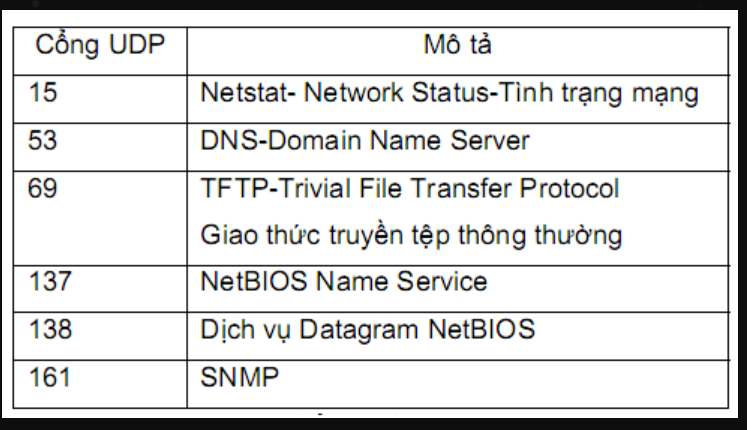 Cổng UDP Mô tả
15 Netstat- Network Status-Tình trạng mạng
53 DNS-Domain Name Server
69 TFTP-Trivial File Transfer Protocol
Giao thức truyền tệp thông thường
137 NetBIOS Name Service
138 Dịch vụ Datagram NetBIOS
161 SNMP